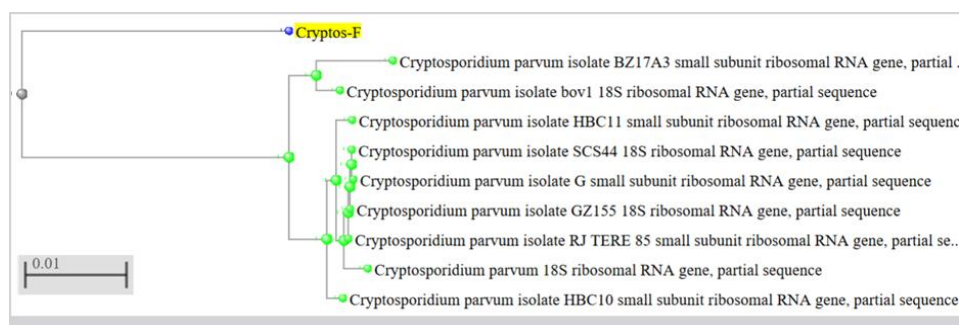 Cryptos-F
Cryptosporidium parvum isolate BZ17A3 small subunit ribosomal RNA gene, partial .
Cryptosporidium parvum isolate bov1 18S ribosomal RNA gene, partial sequence
Cryptosporidium parvum isolate HBC11 small subunit ribosomal RNA gene, partial sequenc
Cryptosporidium parvum isolate SCS44 18S ribosomal RNA gene, partial sequence
Cryptosporidium parvum isolate G small subunit ribosomal RNA gene, partial sequence
Cryptosporidium parvum isolate GZ155 18S ribosomal RNA gene, partial sequence
Cryptosporidium parvum isolate RJ TERE 85 small subunit ribosomal RNA gene, partial se...
0.01
Cryptosporidium parvum 18S ribosomal RNA gene, partial sequence
Cryptosporidium parvum isolate HBC10 small subunit ribosomal RNA gene, partial sequence